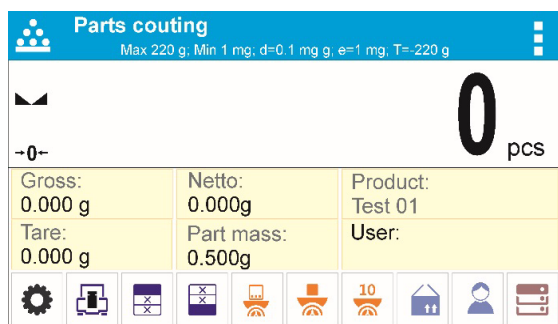 Parts couting
Max 220 g; Min 1 mg; d=0.1 mg g; e=1 mg; T=-220 g
0 pcs
→0←
Gross:
0.000 g
Netto:
0.000g
Product:
Test 01
Tare:
0.000 g
Part mass:
0.500g
User:
10